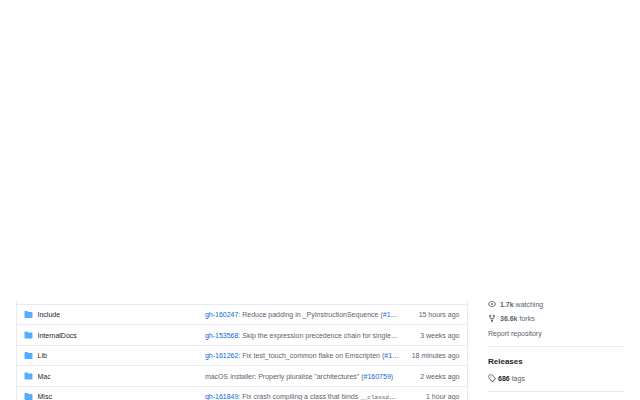 Include gh-160247: Reduce padding in _PyInstructionSequence (#1... 15 hours ago
InternalDocs gh-153568: Skip the expression precedence chain for single... 3 weeks ago
Lib gh-161262: Fix test_touch_common flake on Emscripten (#1... 18 minutes ago
Mac macOS installer: Properly pluralise "architectures" (#160759) 2 weeks ago
Misc gh-161849: Fix crash compiling a class that binds __classd... 1 hour ago
1.7k watching
36.6k forks
Report repository
Releases
686 tags